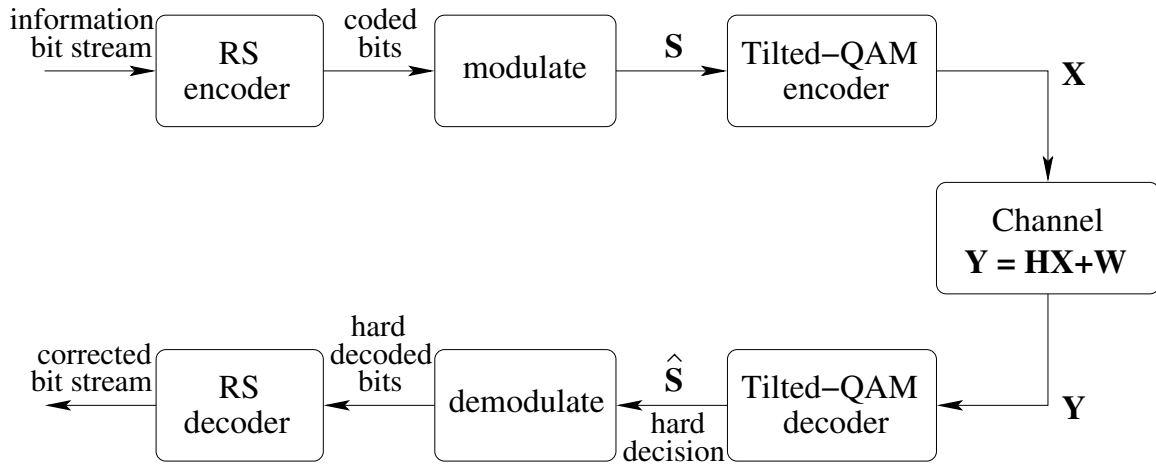 information
bit stream
RS
encoder
coded
bits
modulate
S
Tilted−QAM
encoder
X
Channel
Y = HX+W
Y
Tilted−QAM
decoder
Ŝ
hard
decision
demodulate
hard
decoded
bits
RS
decoder
corrected
bit stream